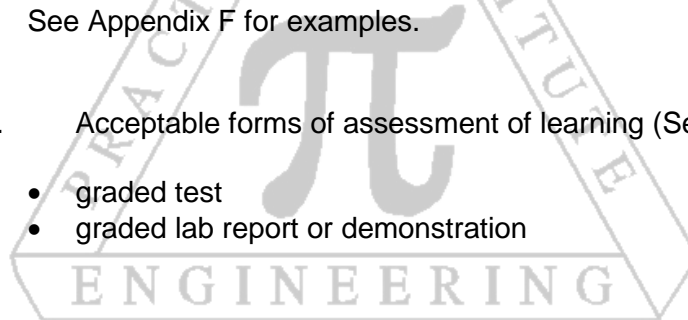 See Appendix F for examples.
. Acceptable forms of assessment of learning (Se
• graded test
• graded lab report or demonstration
ENGINEERING